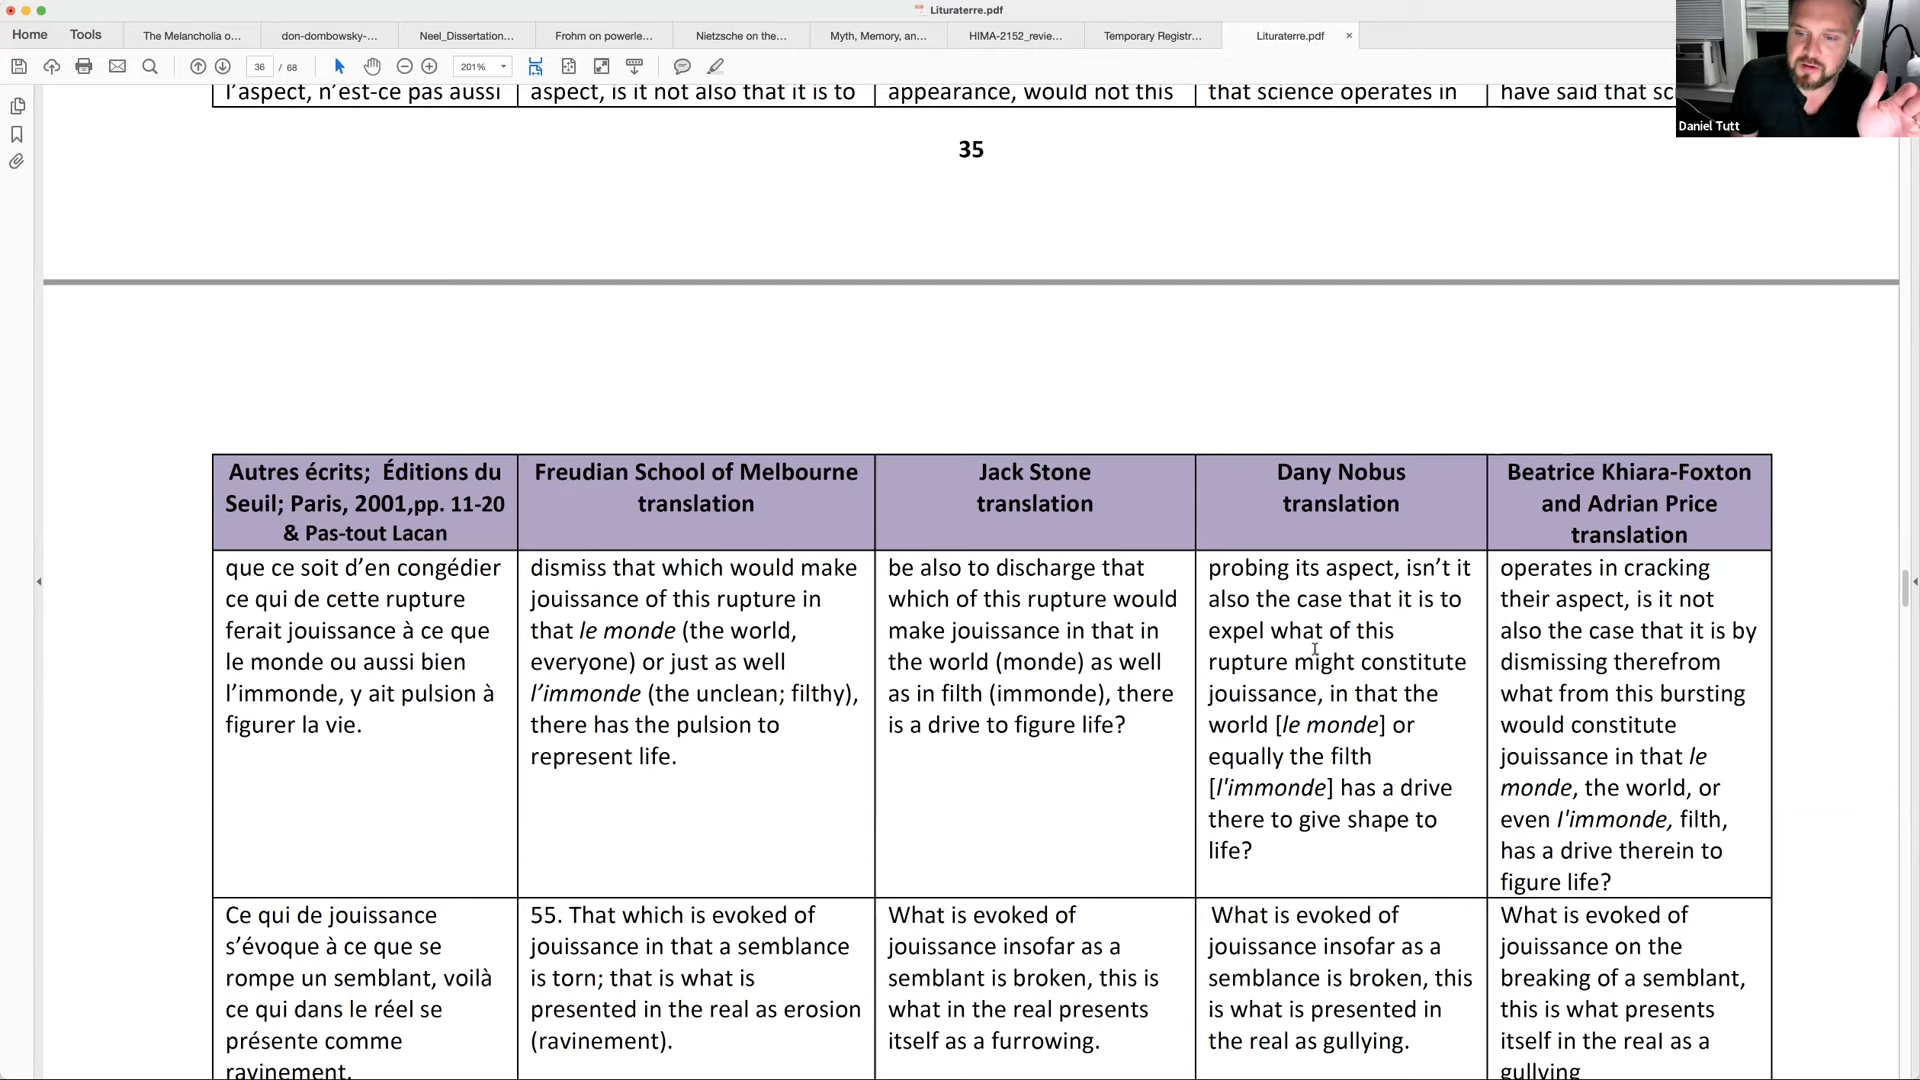 Lituraterre.pdf
Home Tools The Melancholia o... don-dombowsky-... Neel_Dissertation... Frohm on powerle... Nietzsche on the... Myth, Memory, an... HIMA-2152_revie... Temporary Registr... Lituraterre.pdf ×
36 / 68 201%
Daniel Tutt
l’aspect, n’est-ce pas aussi
aspect, is it not also that it is to
appearance, would not this
that science operates in
have said that sc
35
Autres écrits; Éditions du
Seuil; Paris, 2001,pp. 11-20
& Pas-tout Lacan
Freudian School of Melbourne
translation
Jack Stone
translation
Dany Nobus
translation
Beatrice Khiara-Foxton
and Adrian Price
translation
que ce soit d’en congédier
ce qui de cette rupture
ferait jouissance à ce que
le monde ou aussi bien
l’immonde, y ait pulsion à
figurer la vie.
dismiss that which would make
jouissance of this rupture in
that le monde (the world,
everyone) or just as well
l’immonde (the unclean; filthy),
there has the pulsion to
represent life.
be also to discharge that
which of this rupture would
make jouissance in that in
the world (monde) as well
as in filth (immonde), there
is a drive to figure life?
probing its aspect, isn’t it
also the case that it is to
expel what of this
rupture might constitute
jouissance, in that the
world [le monde] or
equally the filth
[l'immonde] has a drive
there to give shape to
life?
operates in cracking
their aspect, is it not
also the case that it is by
dismissing therefrom
what from this bursting
would constitute
jouissance in that le
monde, the world, or
even l'immonde, filth,
has a drive therein to
figure life?
Ce qui de jouissance
s’évoque à ce que se
rompe un semblant, voilà
ce qui dans le réel se
présente comme
ravinement.
55. That which is evoked of
jouissance in that a semblance
is torn; that is what is
presented in the real as erosion
(ravinement).
What is evoked of
jouissance insofar as a
semblant is broken, this is
what in the real presents
itself as a furrowing.
What is evoked of
jouissance insofar as a
semblance is broken, this
is what is presented in
the real as gullying.
What is evoked of
jouissance on the
breaking of a semblant,
this is what presents
itself in the real as a
gullying